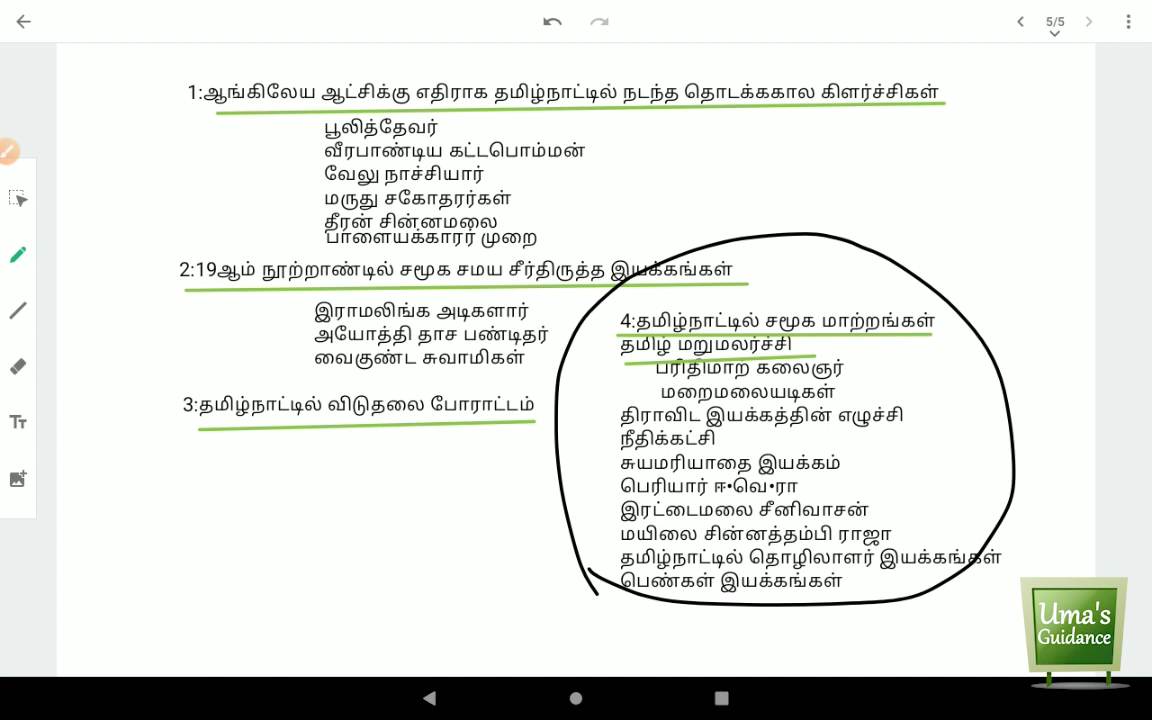 5/5
1:ஆங்கிலேய ஆட்சிக்கு எதிராக தமிழ்நாட்டில் நடந்த தொடக்ககால கிளர்ச்சிகள்
பூலித்தேவர்
வீரபாண்டிய கட்டபொம்மன்
வேலு நாச்சியார்
மருது சகோதரர்கள்
தீரன் சின்னமலை
பாளையக்காரர் முறை
2:19ஆம் நூற்றாண்டில் சமூக சமய சீர்திருத்த இயக்கங்கள்
இராமலிங்க அடிகளார்
அயோத்தி தாச பண்டிதர்
வைகுண்ட சுவாமிகள்
3:தமிழ்நாட்டில் விடுதலை போராட்டம்
4:தமிழ்நாட்டில் சமூக மாற்றங்கள்
தமிழ் மறுமலர்ச்சி
பரிதிமாற் கலைஞர்
மறைமலையடிகள்
திராவிட இயக்கத்தின் எழுச்சி
நீதிக்கட்சி
சுயமரியாதை இயக்கம்
பெரியார் ஈ•வெ•ரா
இரட்டைமலை சீனிவாசன்
மயிலை சின்னத்தம்பி ராஜா
தமிழ்நாட்டில் தொழிலாளர் இயக்கங்கள்
பெண்கள் இயக்கங்கள்
Tт
Uma's
Guidance